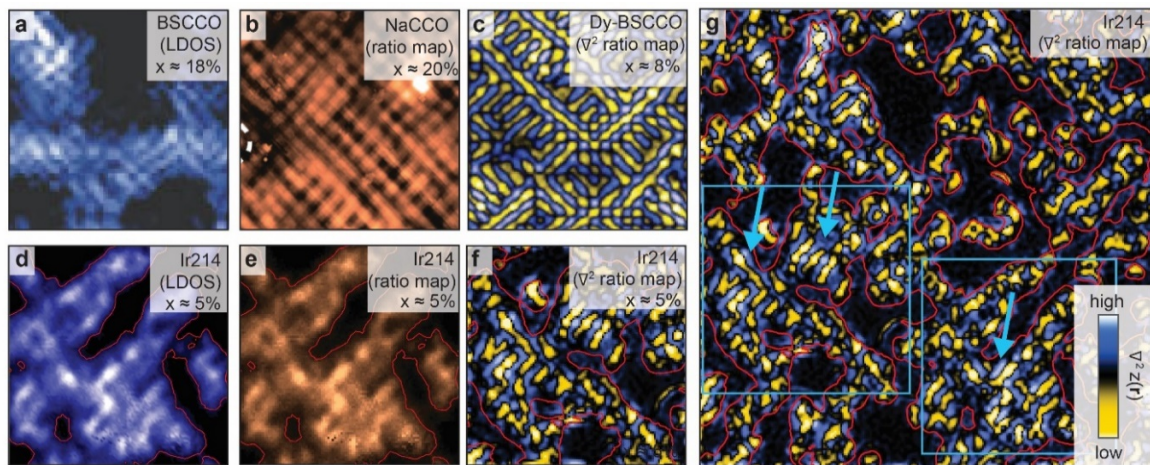 a
BSCCO
(LDOS)
x ≈ 18%
b
NaCCO
(ratio map)
x ≈ 20%
c
Dy-BSCCO
(∇² ratio map)
x ≈ 8%
g
Ir214
(∇² ratio map)
d
Ir214
(LDOS)
x ≈ 5%
e
Ir214
(ratio map)
x ≈ 5%
f
Ir214
(∇² ratio map)
x ≈ 5%
high
∇² z(r)
low